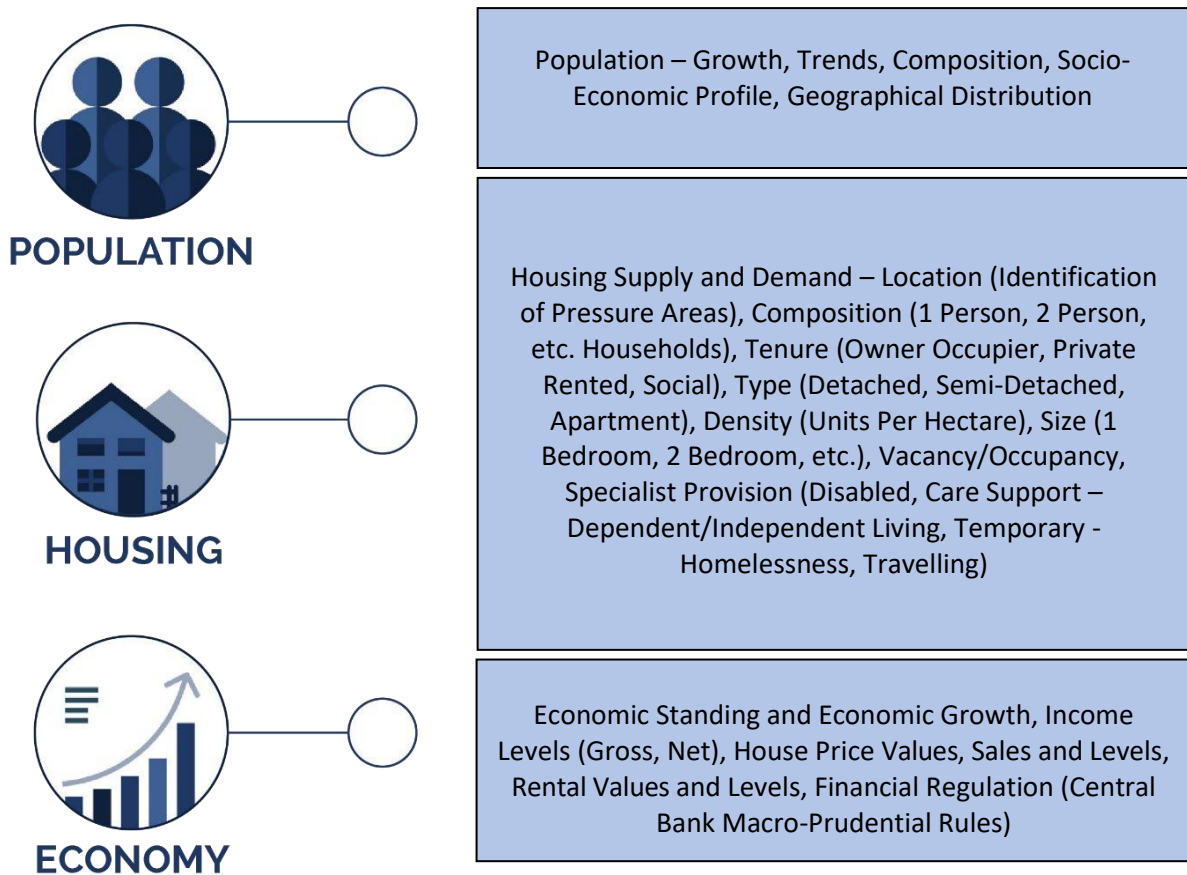 POPULATION
Population – Growth, Trends, Composition, Socio-
Economic Profile, Geographical Distribution
HOUSING
Housing Supply and Demand – Location (Identification
of Pressure Areas), Composition (1 Person, 2 Person,
etc. Households), Tenure (Owner Occupier, Private
Rented, Social), Type (Detached, Semi-Detached,
Apartment), Density (Units Per Hectare), Size (1
Bedroom, 2 Bedroom, etc.), Vacancy/Occupancy,
Specialist Provision (Disabled, Care Support –
Dependent/Independent Living, Temporary -
Homelessness, Travelling)
ECONOMY
Economic Standing and Economic Growth, Income
Levels (Gross, Net), House Price Values, Sales and Levels,
Rental Values and Levels, Financial Regulation (Central
Bank Macro-Prudential Rules)